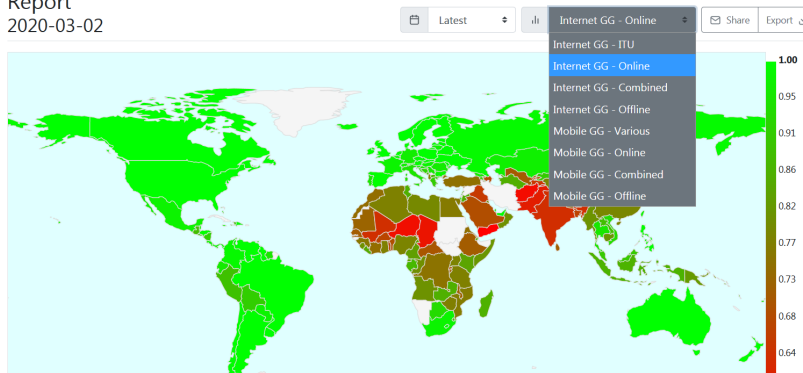 Report
2020-03-02
Latest
Internet GG - Online
Share
Export
Internet GG - ITU
Internet GG - Online
Internet GG - Combined
Internet GG - Offline
Mobile GG - Various
Mobile GG - Online
Mobile GG - Combined
Mobile GG - Offline
1.00
0.95
0.91
0.86
0.82
0.77
0.73
0.68
0.64